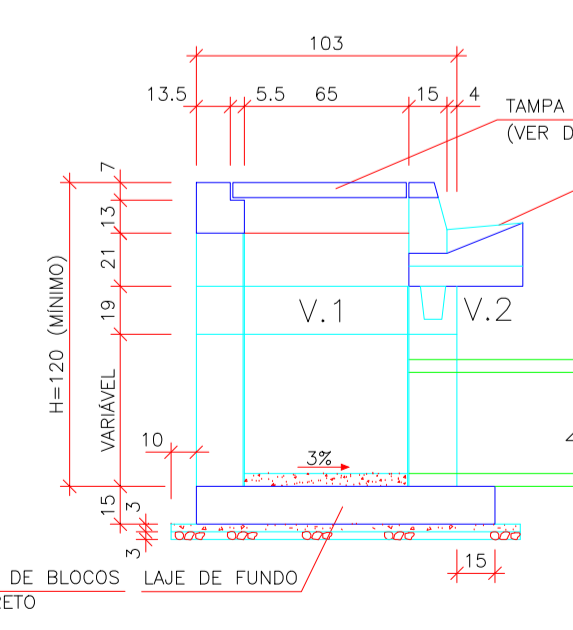 103
13.5
5.5
65
15
4
TAMPA
(VER D
7
13
21
19
H=120 (MÍNIMO)
VARIÁVEL
V.1
V.2
10
3%
15
3
3
15
DE BLOCOS
LAJE DE FUNDO
RETO